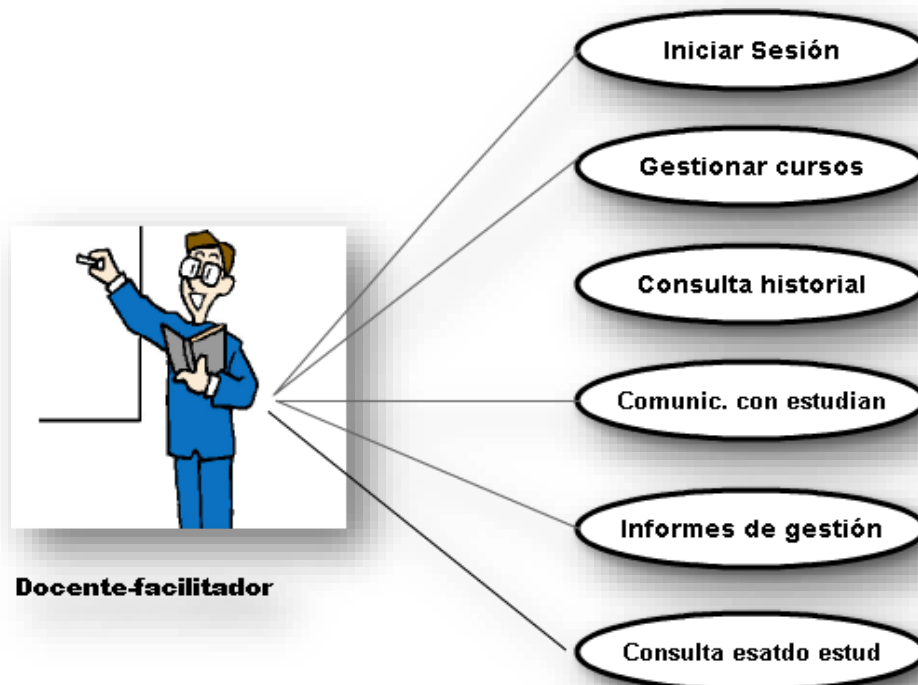 Iniciar Sesión
Gestionar cursos
Consulta historial
Comunic. con estudian
Informes de gestión
Docente-facilitador
Consulta esatdo estud